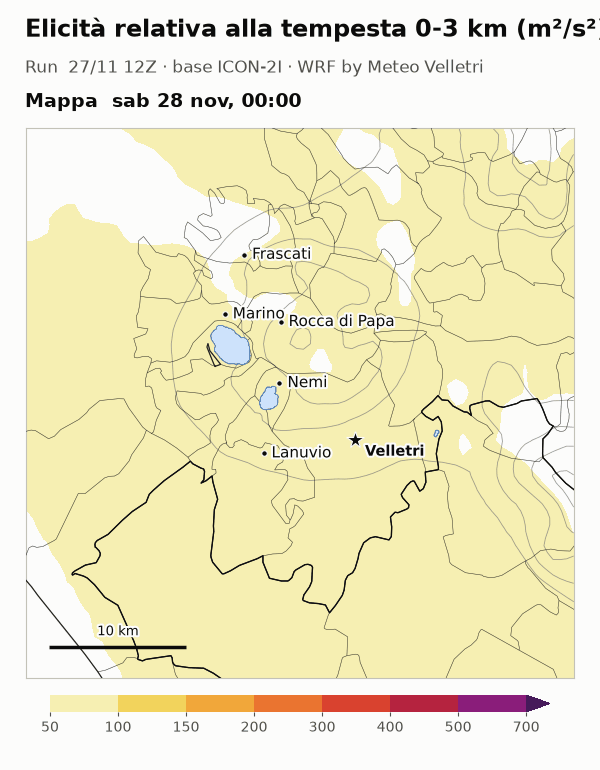 Elicità relativa alla tempesta 0-3 km (m²/s²)
Run 27/11 12Z · base ICON-2I · WRF by Meteo Velletri
Mappa sab 28 nov, 00:00
Frascati
Marino
Rocca di Papa
Nemi
Velletri
Lanuvio
10 km
50 100 150 200 300 400 500 700